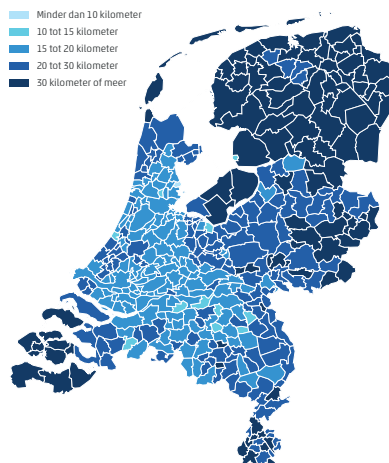 Minder dan 10 kilometer
10 tot 15 kilometer
15 tot 20 kilometer
20 tot 30 kilometer
30 kilometer of meer